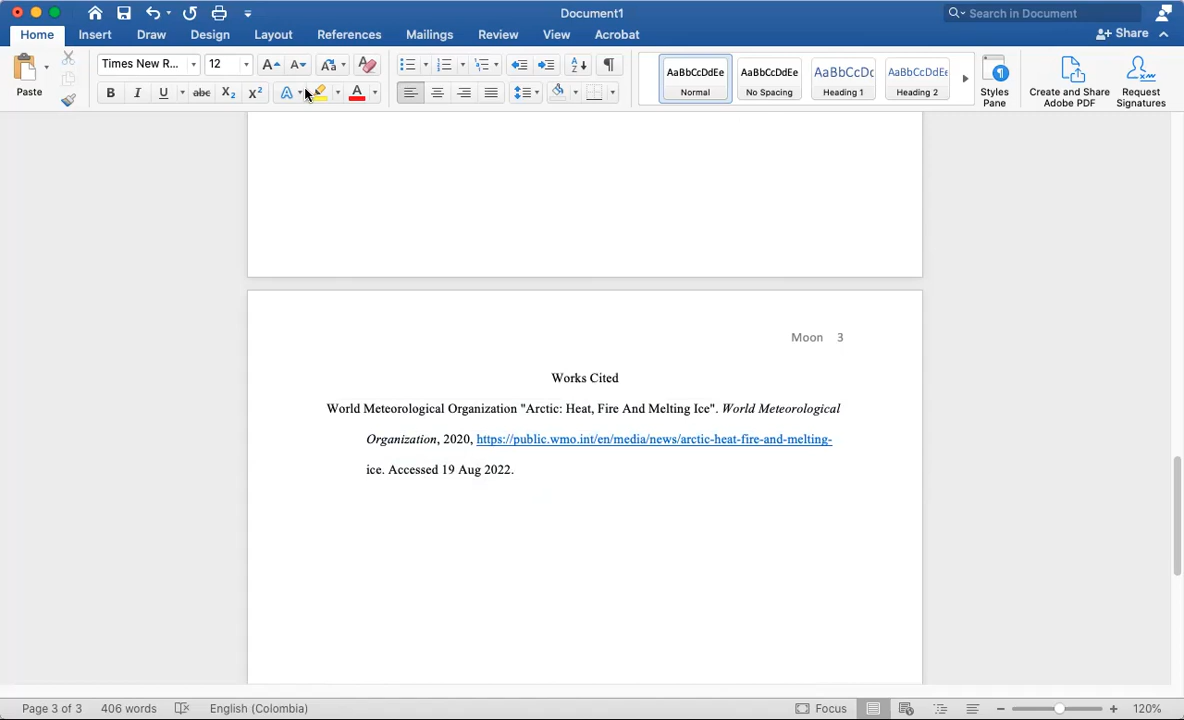 Document1
Search in Document
Home Insert Draw Design Layout References Mailings Review View Acrobat
Share
Paste
Times New R... 12
AaBbCcDdEe AaBbCcDdEe AaBbCcDc AaBbCcDdEe
Normal No Spacing Heading 1 Heading 2
Styles Pane
Create and Share Adobe PDF
Request Signatures
Moon 3
Works Cited
World Meteorological Organization "Arctic: Heat, Fire And Melting Ice". World Meteorological
Organization, 2020, https://public.wmo.int/en/media/news/arctic-heat-fire-and-melting-
ice. Accessed 19 Aug 2022.
Page 3 of 3 406 words English (Colombia) Focus 120%